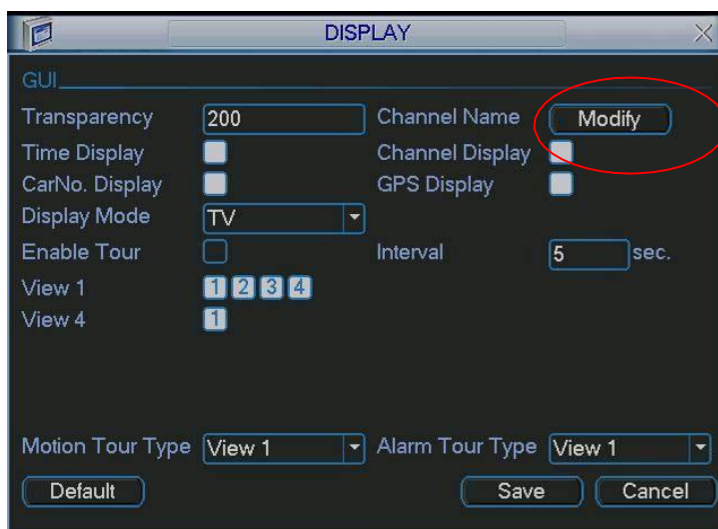 DISPLAY
GUI
Transparency 200 Channel Name Modify
Time Display Channel Display
CarNo. Display GPS Display
Display Mode TV
Enable Tour Interval 5 sec.
View 1 1 2 3 4
View 4 1
Motion Tour Type View 1 Alarm Tour Type View 1
Default Save Cancel